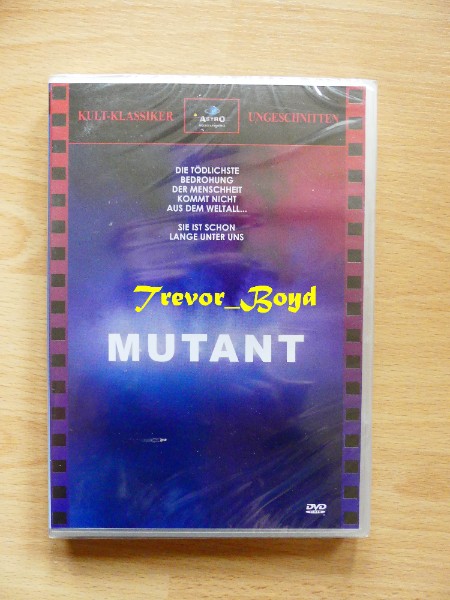 KULT-KLASSIKER ASTRO UNGESCHNITTEN
DIE TÖDLICHSTE
BEDROHUNG
DER MENSCHHEIT
KOMMT NICHT
AUS DEM WELTALL...
SIE IST SCHON
LANGE UNTER UNS
Trevor_Boyd
MUTANT
DVD